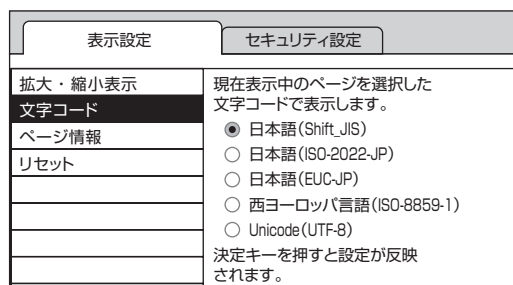 表示設定
セキュリティ設定
拡大・縮小表示
文字コード
ページ情報
リセット
現在表示中のページを選択した
文字コードで表示します。
日本語(Shift_JIS)
日本語(ISO-2022-JP)
日本語(EUC-JP)
西ヨーロッパ言語(ISO-8859-1)
Unicode(UTF-8)
決定キーを押すと設定が反映
されます。